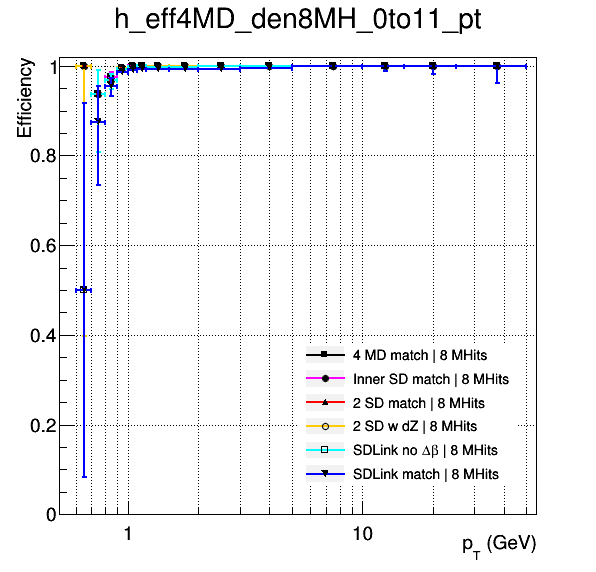 h_eff4MD_den8MH_0to11_pt
Efficiency
1
0.8
0.6
0.4
0.2
0
4 MD match | 8 MHits
Inner SD match | 8 MHits
2 SD match | 8 MHits
2 SD w dZ | 8 MHits
SDLink no Δβ | 8 MHits
SDLink match | 8 MHits
1
10
p_T (GeV)